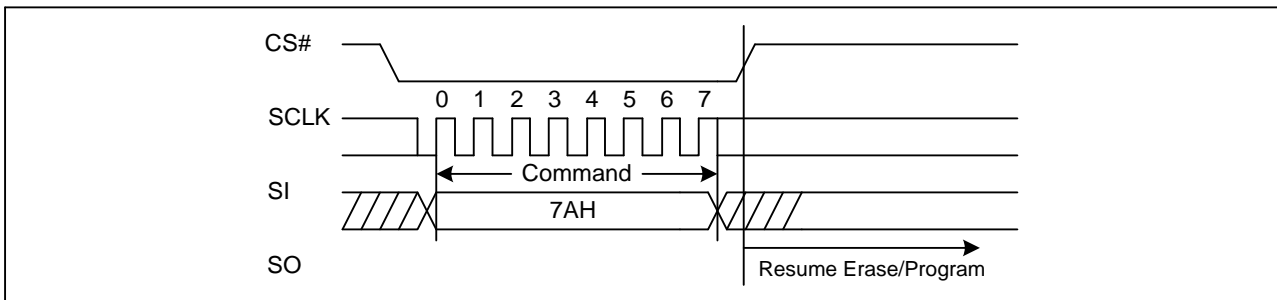 CS#
0 1 2 3 4 5 6 7
SCLK
Command
SI
7AH
SO
Resume Erase/Program